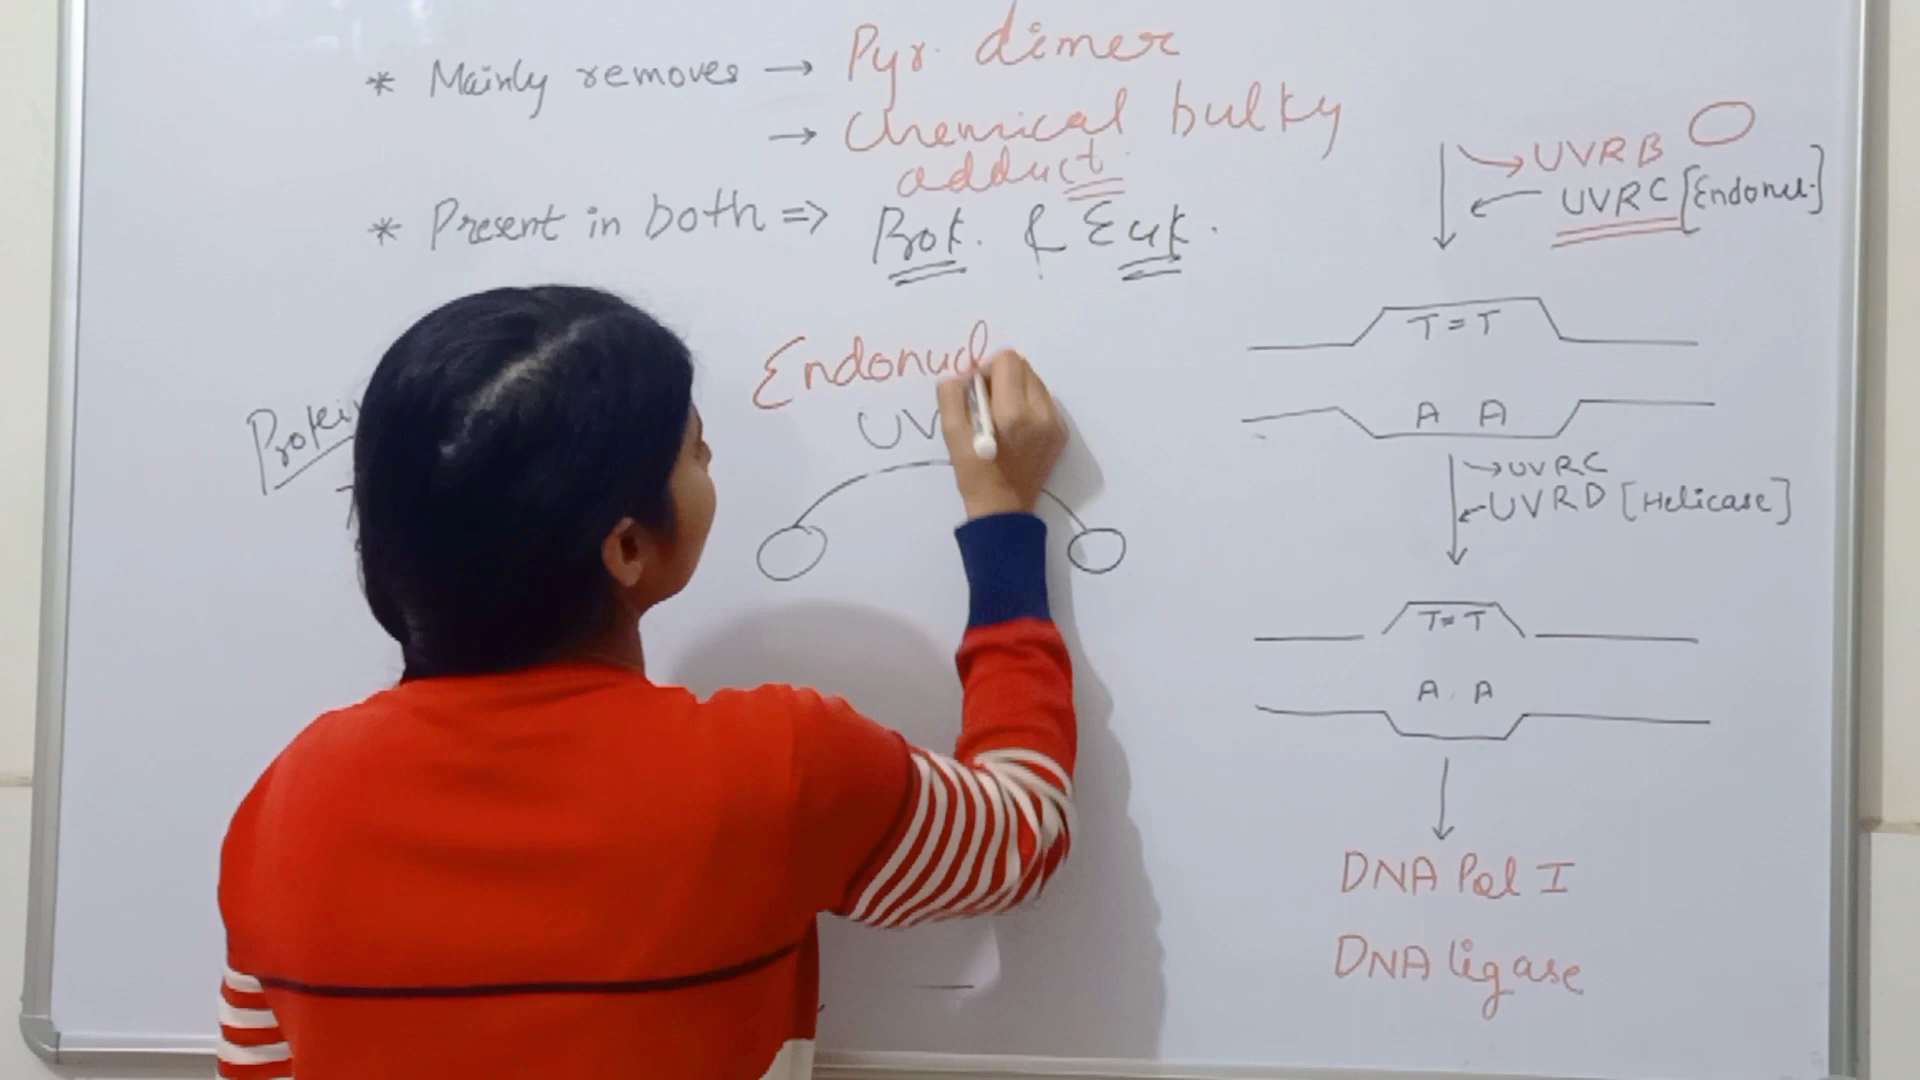 * Mainly removes → Pyr. dimer
→ Chemical bulky
adduct.
* Present in both => Prok. & Euk.
Endonucl
UV
→UVRB
UVRC [Endonu.]
T = T
A A
→UVRC
UVRD [Helicase]
T = T
A. A
DNA Pol I
DNA ligase